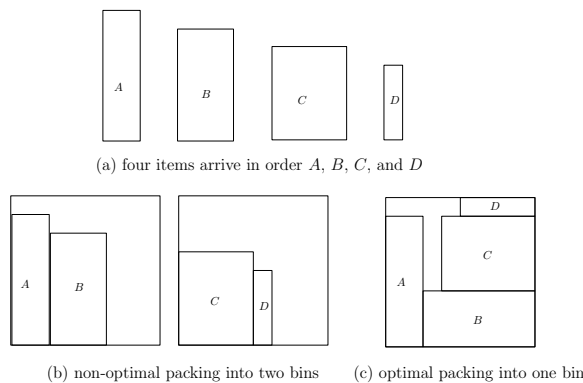 A
B
C
D
(a) four items arrive in order A, B, C, and D
A
B
C
D
A
B
C
D
(b) non-optimal packing into two bins
(c) optimal packing into one bin